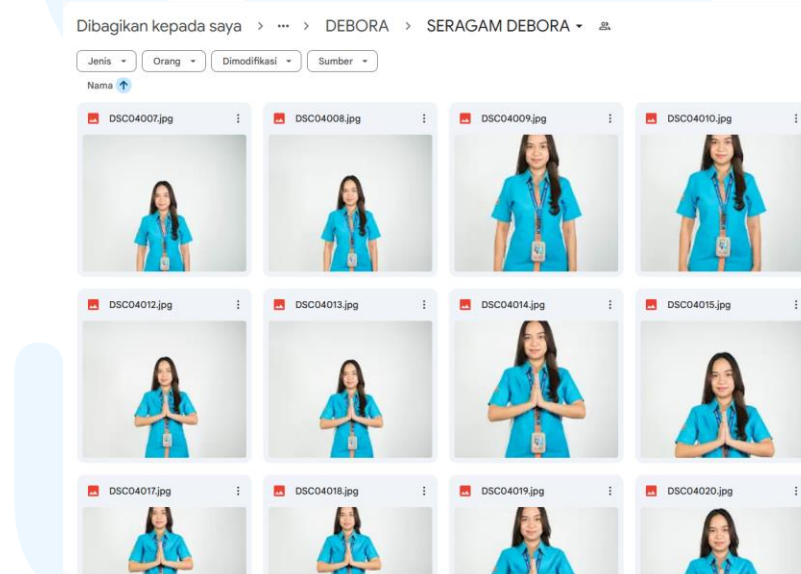 Dibagikan kepada saya > ... > DEBORA > SERAGAM DEBORA
Jenis Orang Dimodifikasi Sumber
Nama
DSC04007.jpg DSC04008.jpg DSC04009.jpg DSC04010.jpg
DSC04012.jpg DSC04013.jpg DSC04014.jpg DSC04015.jpg
DSC04017.jpg DSC04018.jpg DSC04019.jpg DSC04020.jpg